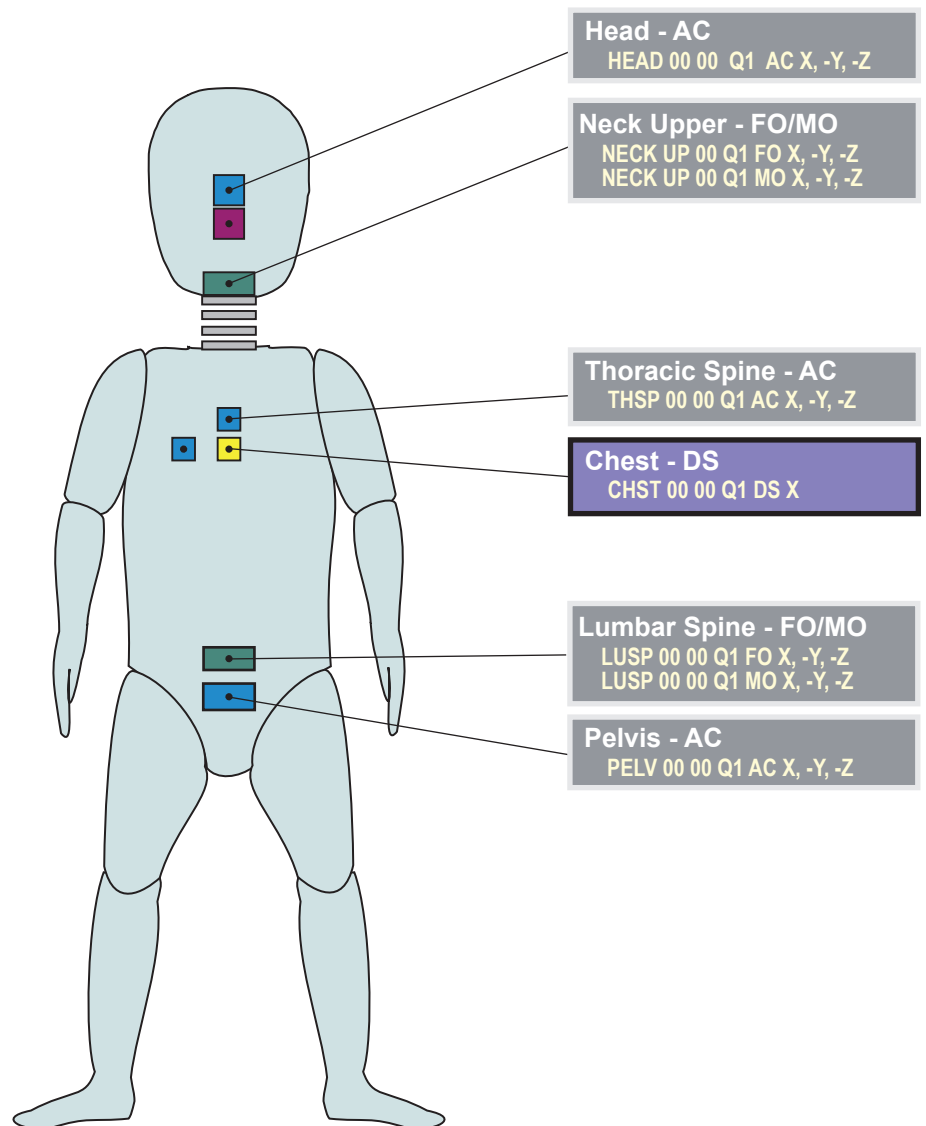 Head - AC
HEAD 00 00 Q1 AC X, -Y, -Z
Neck Upper - FO/MO
NECK UP 00 Q1 FO X, -Y, -Z
NECK UP 00 Q1 MO X, -Y, -Z
Thoracic Spine - AC
THSP 00 00 Q1 AC X, -Y, -Z
Chest - DS
CHST 00 00 Q1 DS X
Lumbar Spine - FO/MO
LUSP 00 00 Q1 FO X, -Y, -Z
LUSP 00 00 Q1 MO X, -Y, -Z
Pelvis - AC
PELV 00 00 Q1 AC X, -Y, -Z